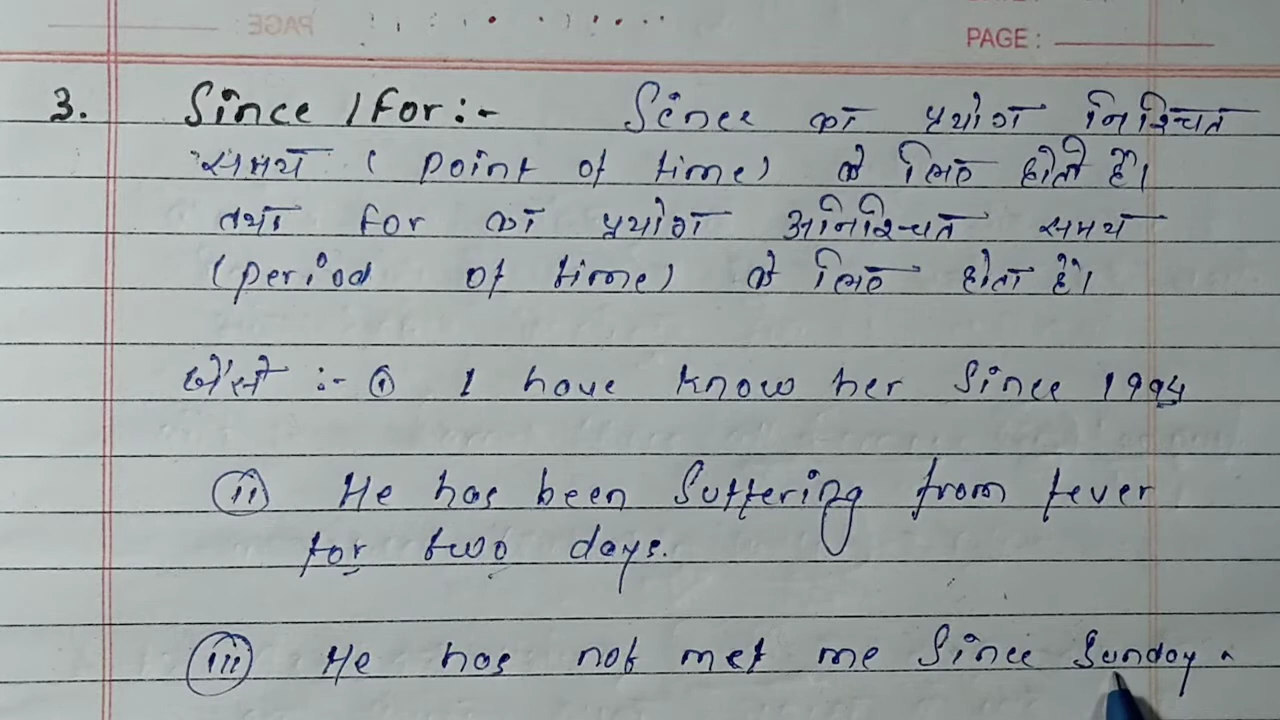 PAGE :
3. Since / For :- Since का प्रयोग निश्चित
समय ( point of time ) के लिए होती हैं।
तथा For का प्रयोग अनिश्चित समय
( period of time ) के लिए होता हैं।
जैसे :- (i) I have know her since 1994
(ii) He has been suffering from fever
for two days.
(iii) He has not met me since Sunday.